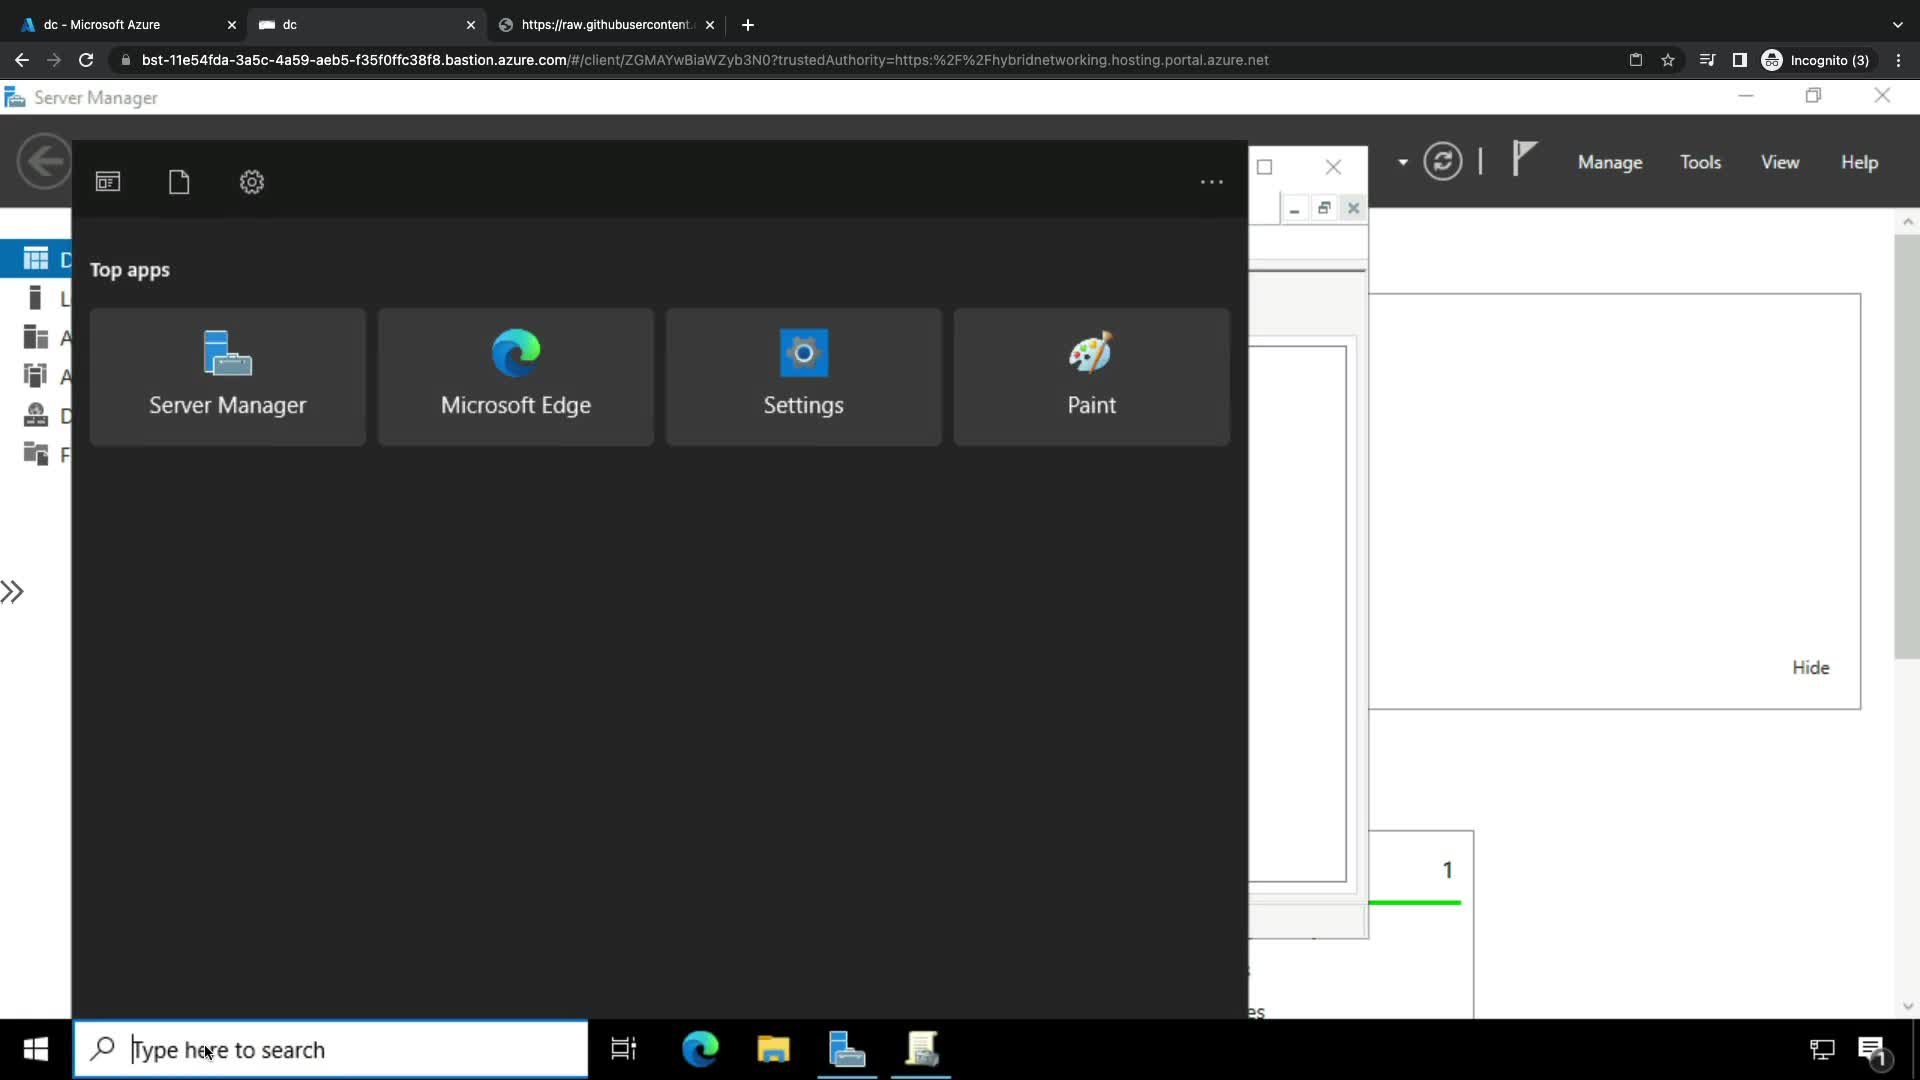 dc - Microsoft Azure
dc
https://raw.githubusercontent.
bst-11e54fda-3a5c-4a59-aeb5-f35f0ffc38f8.bastion.azure.com/#/client/ZGMAYwBiaWZyb3N0?trustedAuthority=https:%2F%2Fhybridnetworking.hosting.portal.azure.net
Incognito (3)
Server Manager
Manage
Tools
View
Help
Top apps
D
L
A
A
D
F
Server Manager
Microsoft Edge
Settings
Paint
Hide
1
es
Type here to search
1